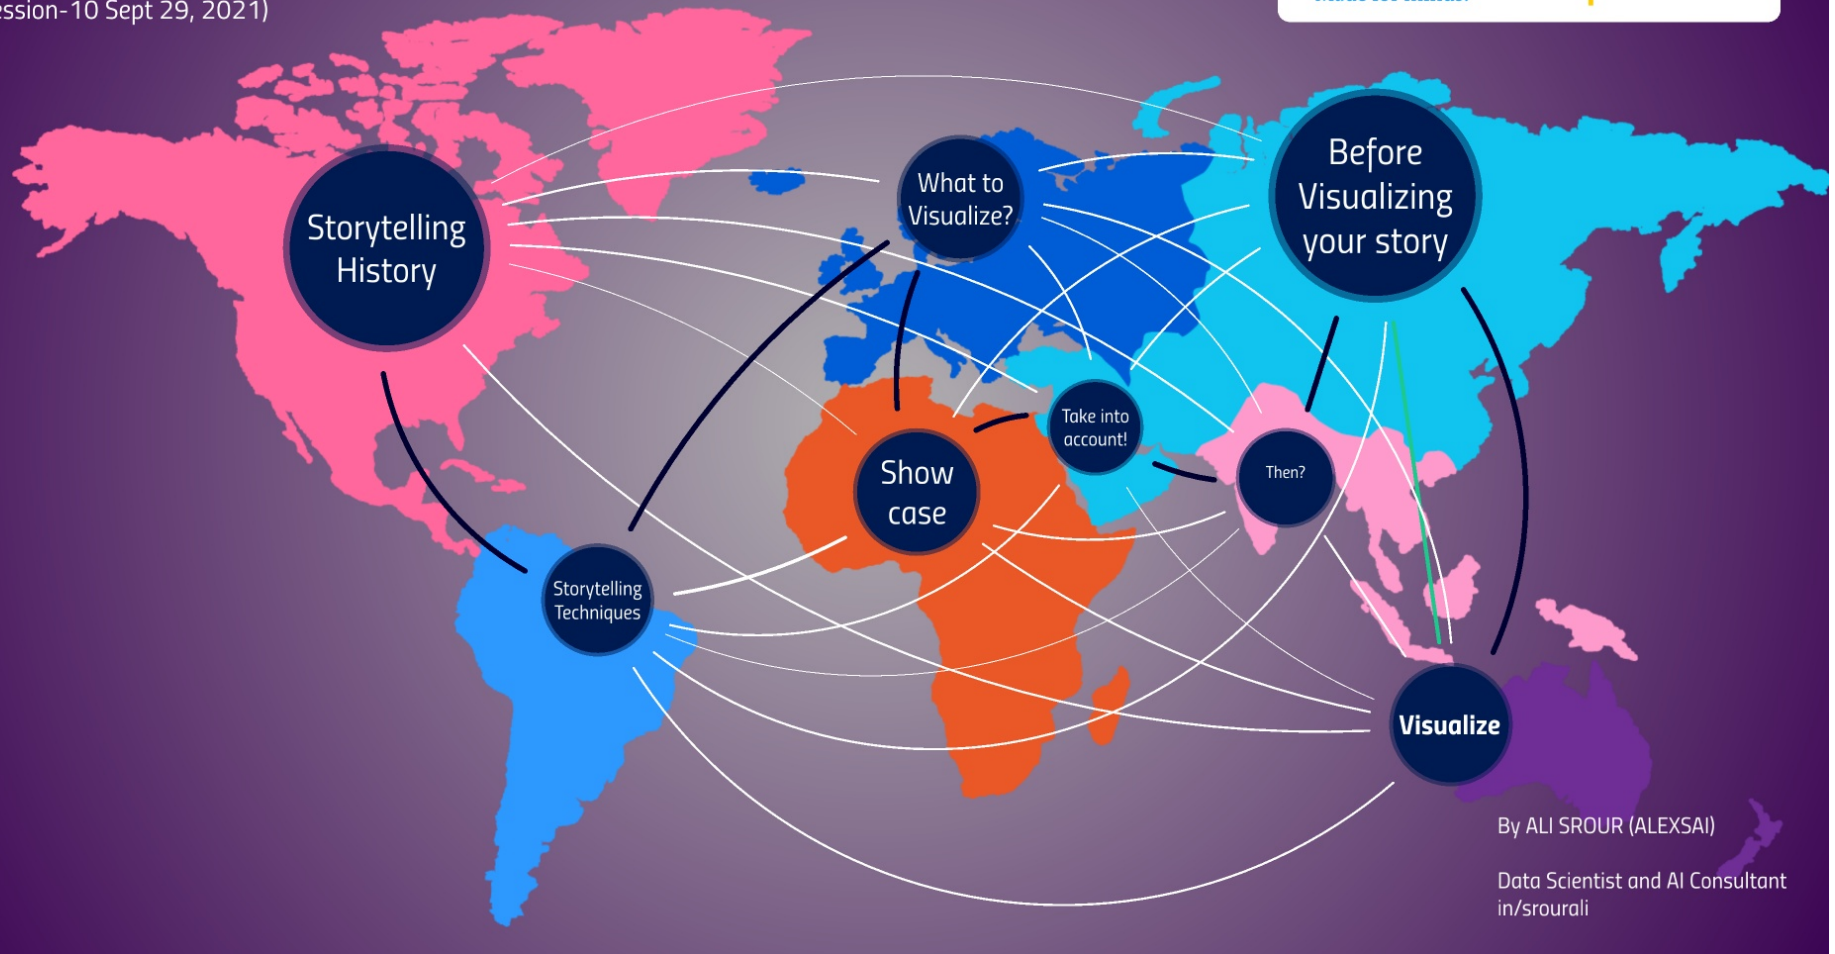 ession-10 Sept 29, 2021)
Storytelling
History
What to
Visualize?
Before
Visualizing
your story
Take into
account!
Show
case
Then?
Storytelling
Techniques
Visualize
By ALI SROUR (ALEXSAI)
Data Scientist and AI Consultant
in/srourali